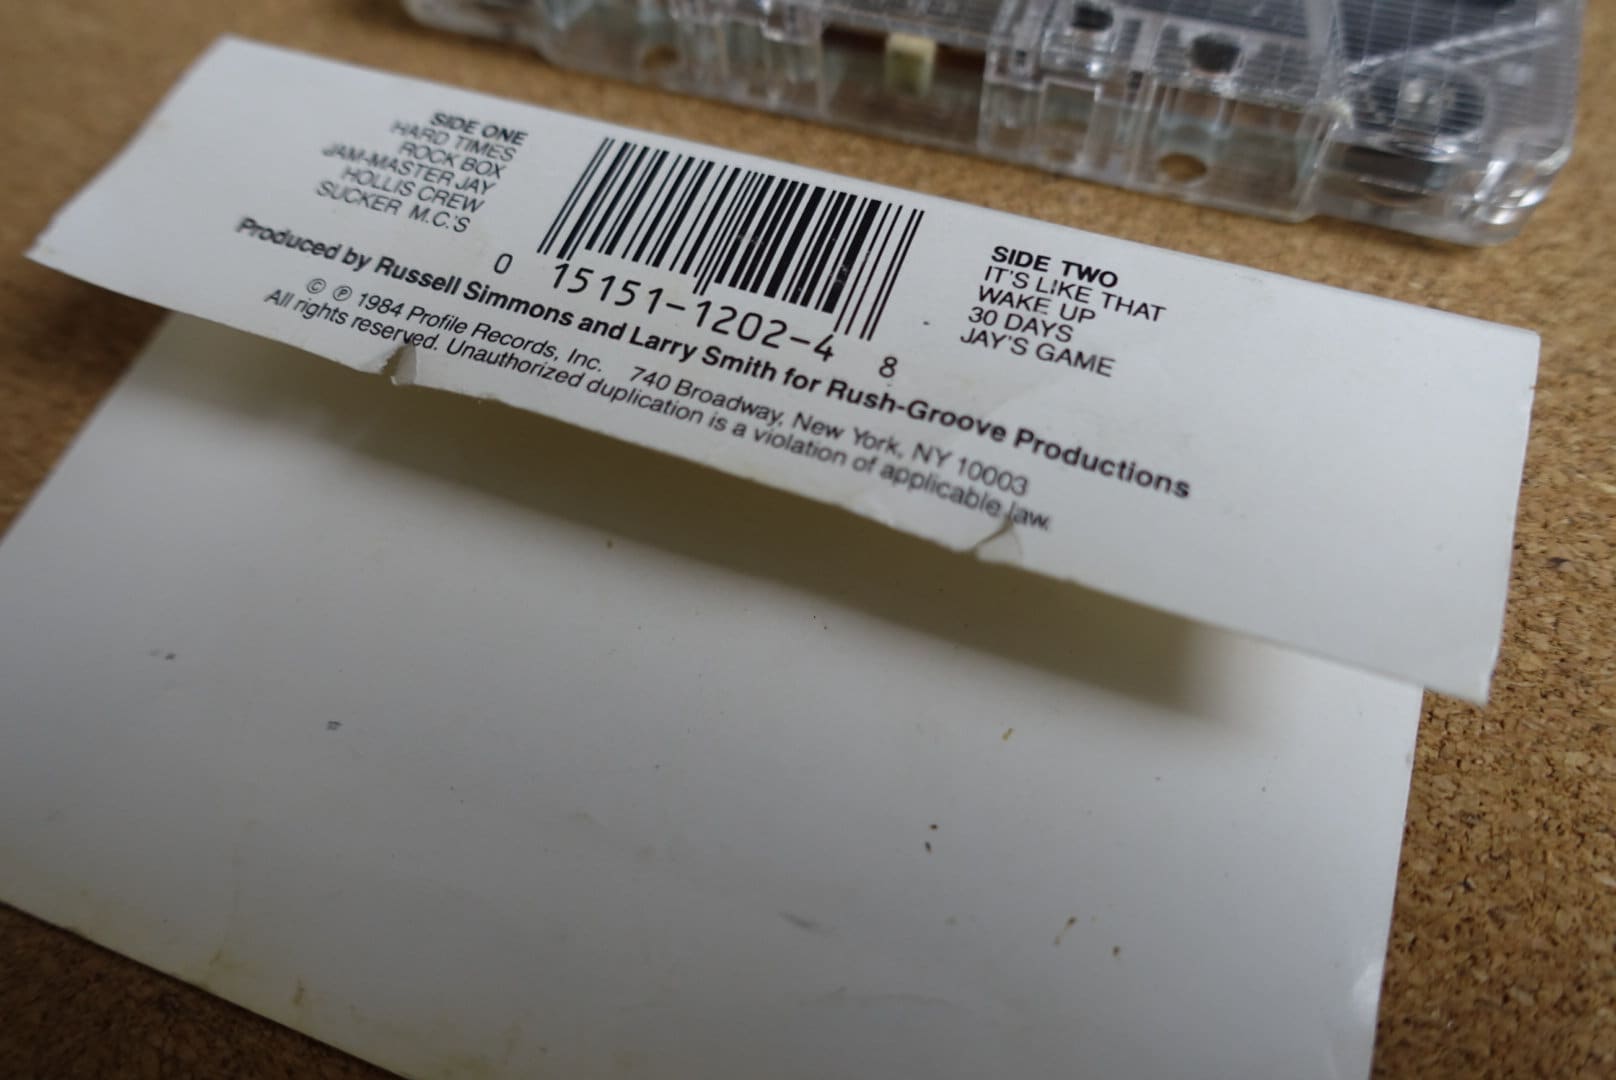 SIDE ONE
HARD TIMES
ROCK BOX
JAM-MASTER JAY
HOLLIS CREW
SUCKER M.C.'S
0 15151-1202-4 8
SIDE TWO
IT'S LIKE THAT
WAKE UP
30 DAYS
JAY'S GAME
Produced by Russell Simmons and Larry Smith for Rush-Groove Productions
© ℗ 1984 Profile Records, Inc. 740 Broadway, New York, NY 10003
All rights reserved. Unauthorized duplication is a violation of applicable law.